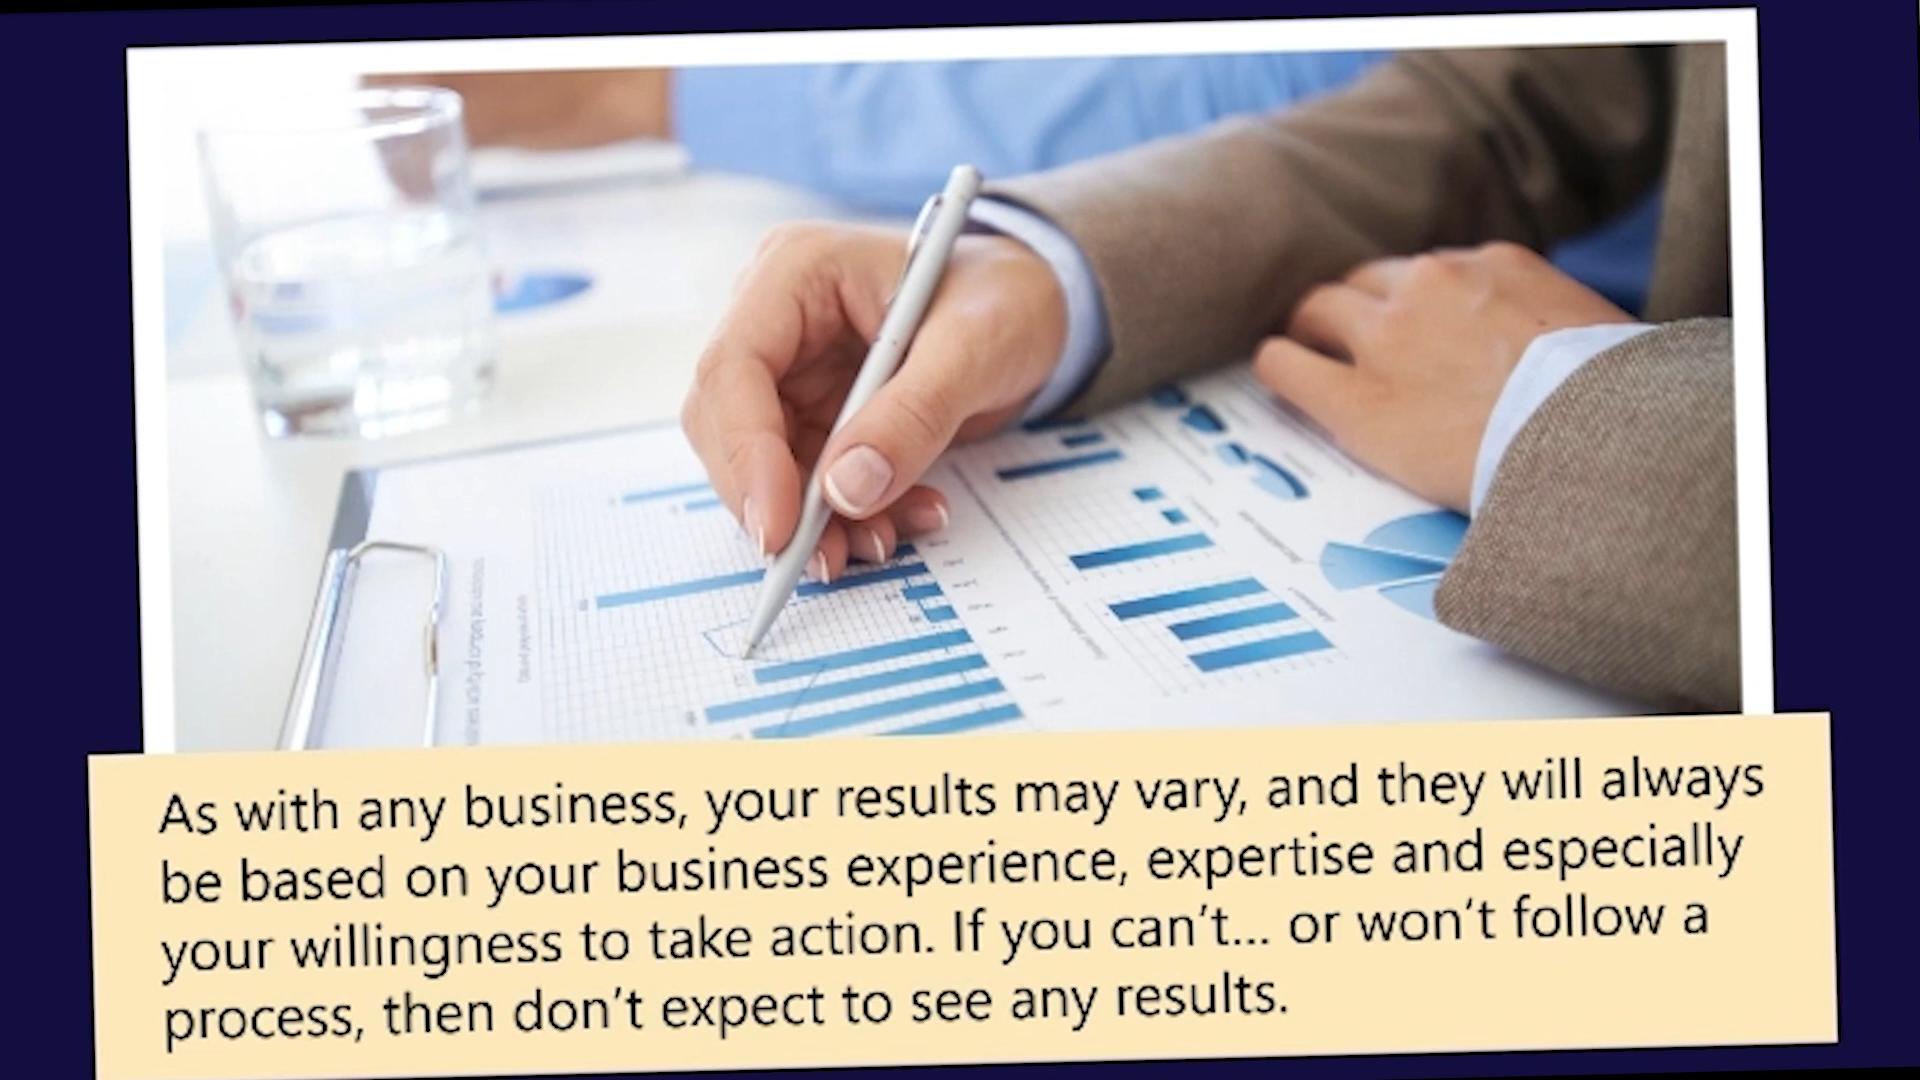 As with any business, your results may vary, and they will always
be based on your business experience, expertise and especially
your willingness to take action. If you can't... or won't follow a
process, then don't expect to see any results.